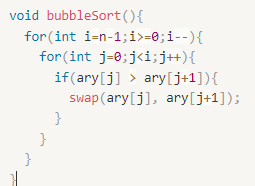 void bubbleSort(){
  for(int i=n-1;i>=0;i--){
    for(int j=0;j<i;j++){
      if(ary[j] > ary[j+1]){
        swap(ary[j], ary[j+1]);
      }
    }
  }
}